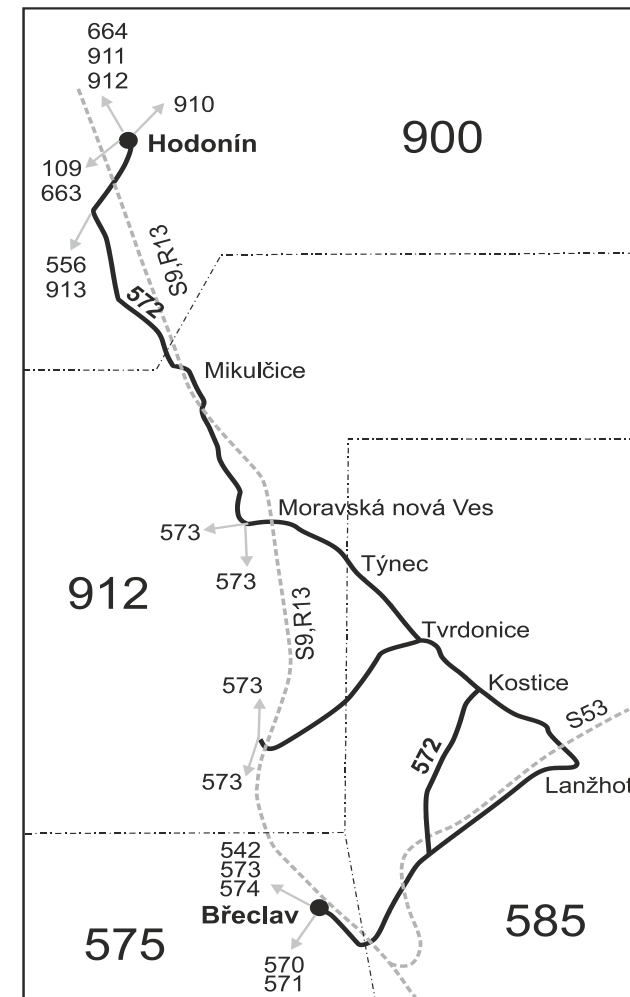 664
911
912
910
900
Hodonín
109
663
556
913
S9,R13
572
Mikulčice
Moravská nová Ves
573
573
Týnec
912
S9,R13
Tvrdonice
573
Kostice
S53
572
573
Lanžhot
542
573
574
Břeclav
585
575
570
571